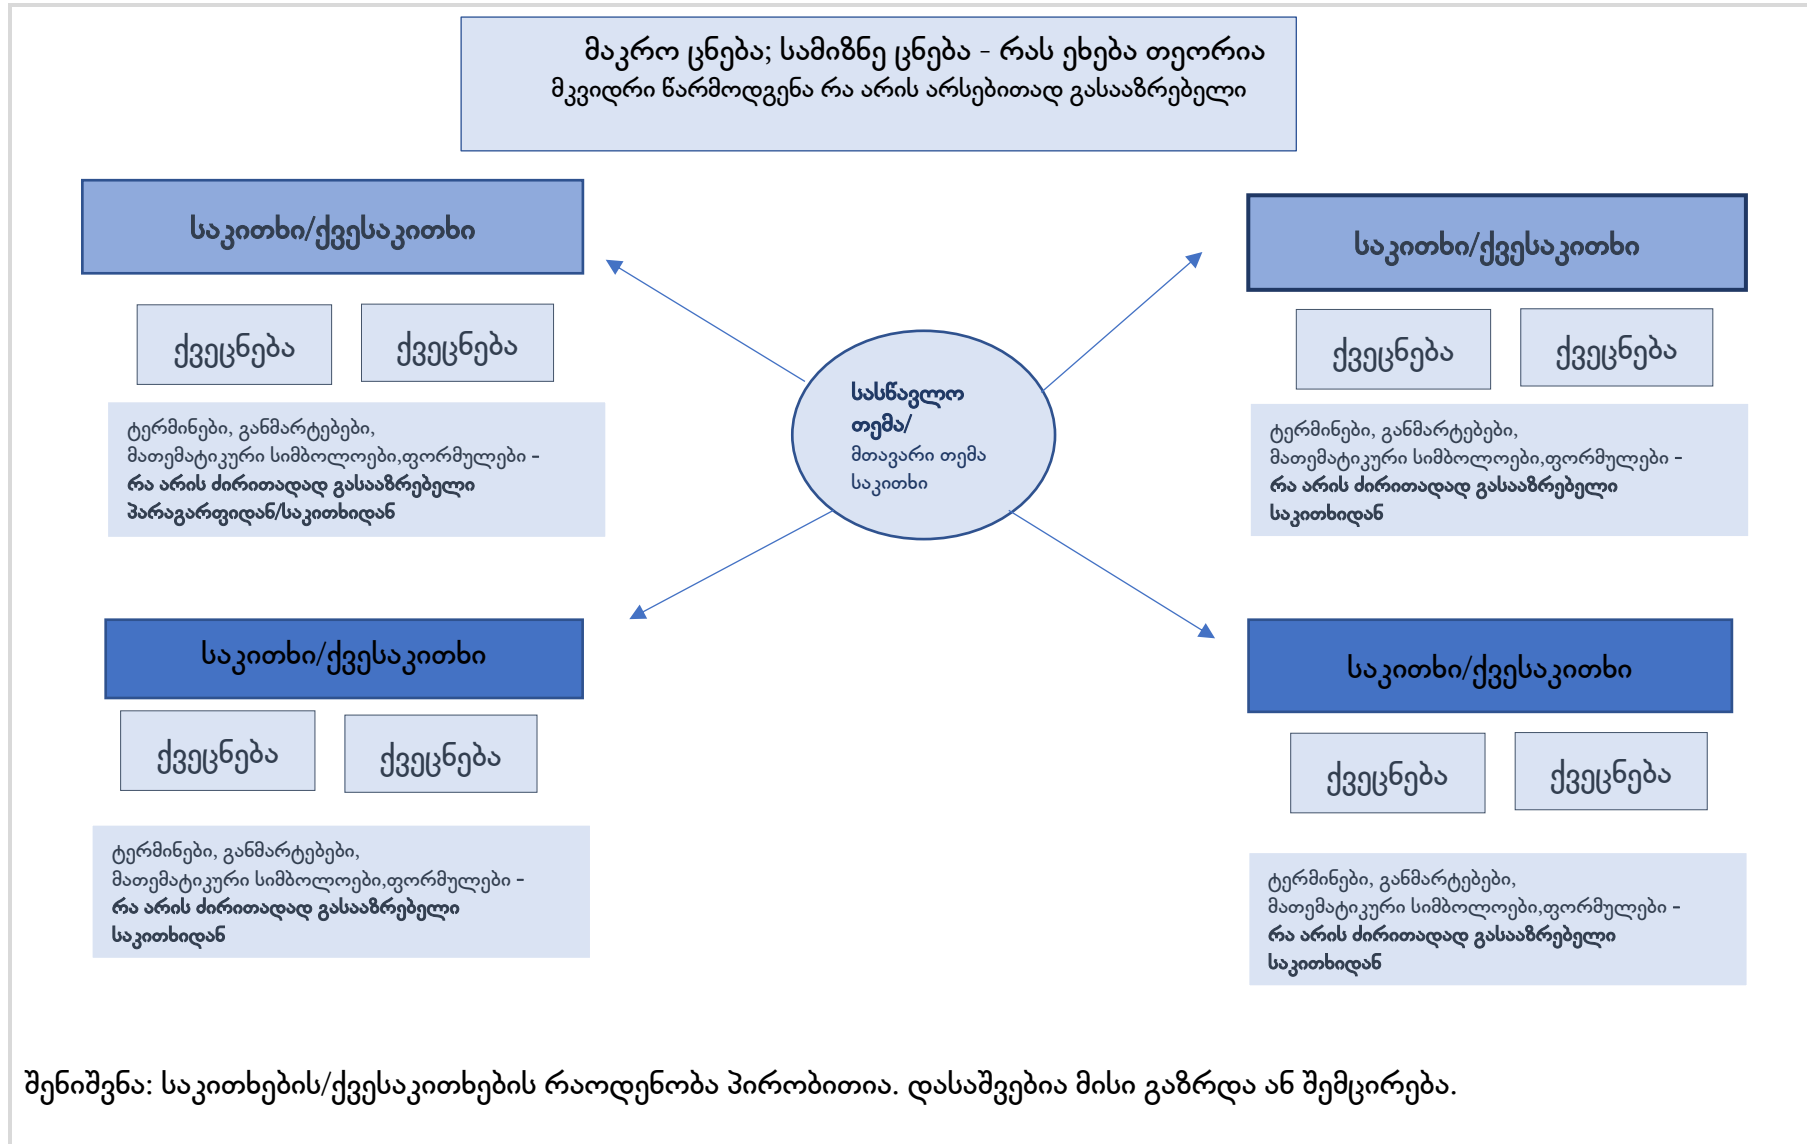 მაკრო ცნება; სამიზნე ცნება - რას ეხება თეორია
მკვიდრი წარმოდგენა რა არის არსებითად გასააზრებელი
საკითხი/ქვესაკითხი
ქვეცნება
ქვეცნება
ტერმინები, განმარტებები,
მათემატიკური სიმბოლოები,ფორმულები -
რა არის ძირითადად გასააზრებელი
პარაგარფიდან/საკითხიდან
საკითხი/ქვესაკითხი
ქვეცნება
ქვეცნება
ტერმინები, განმარტებები,
მათემატიკური სიმბოლოები,ფორმულები -
რა არის ძირითადად გასააზრებელი
საკითხიდან
სასწავლო
თემა/
მთავარი თემა
საკითხი
საკითხი/ქვესაკითხი
ქვეცნება
ქვეცნება
ტერმინები, განმარტებები,
მათემატიკური სიმბოლოები,ფორმულები -
რა არის ძირითადად გასააზრებელი
საკითხიდან
საკითხი/ქვესაკითხი
ქვეცნება
ქვეცნება
ტერმინები, განმარტებები,
მათემატიკური სიმბოლოები,ფორმულები -
რა არის ძირითადად გასააზრებელი
საკითხიდან
შენიშვნა: საკითხების/ქვესაკითხების რაოდენობა პირობითია. დასაშვებია მისი გაზრდა ან შემცირება.